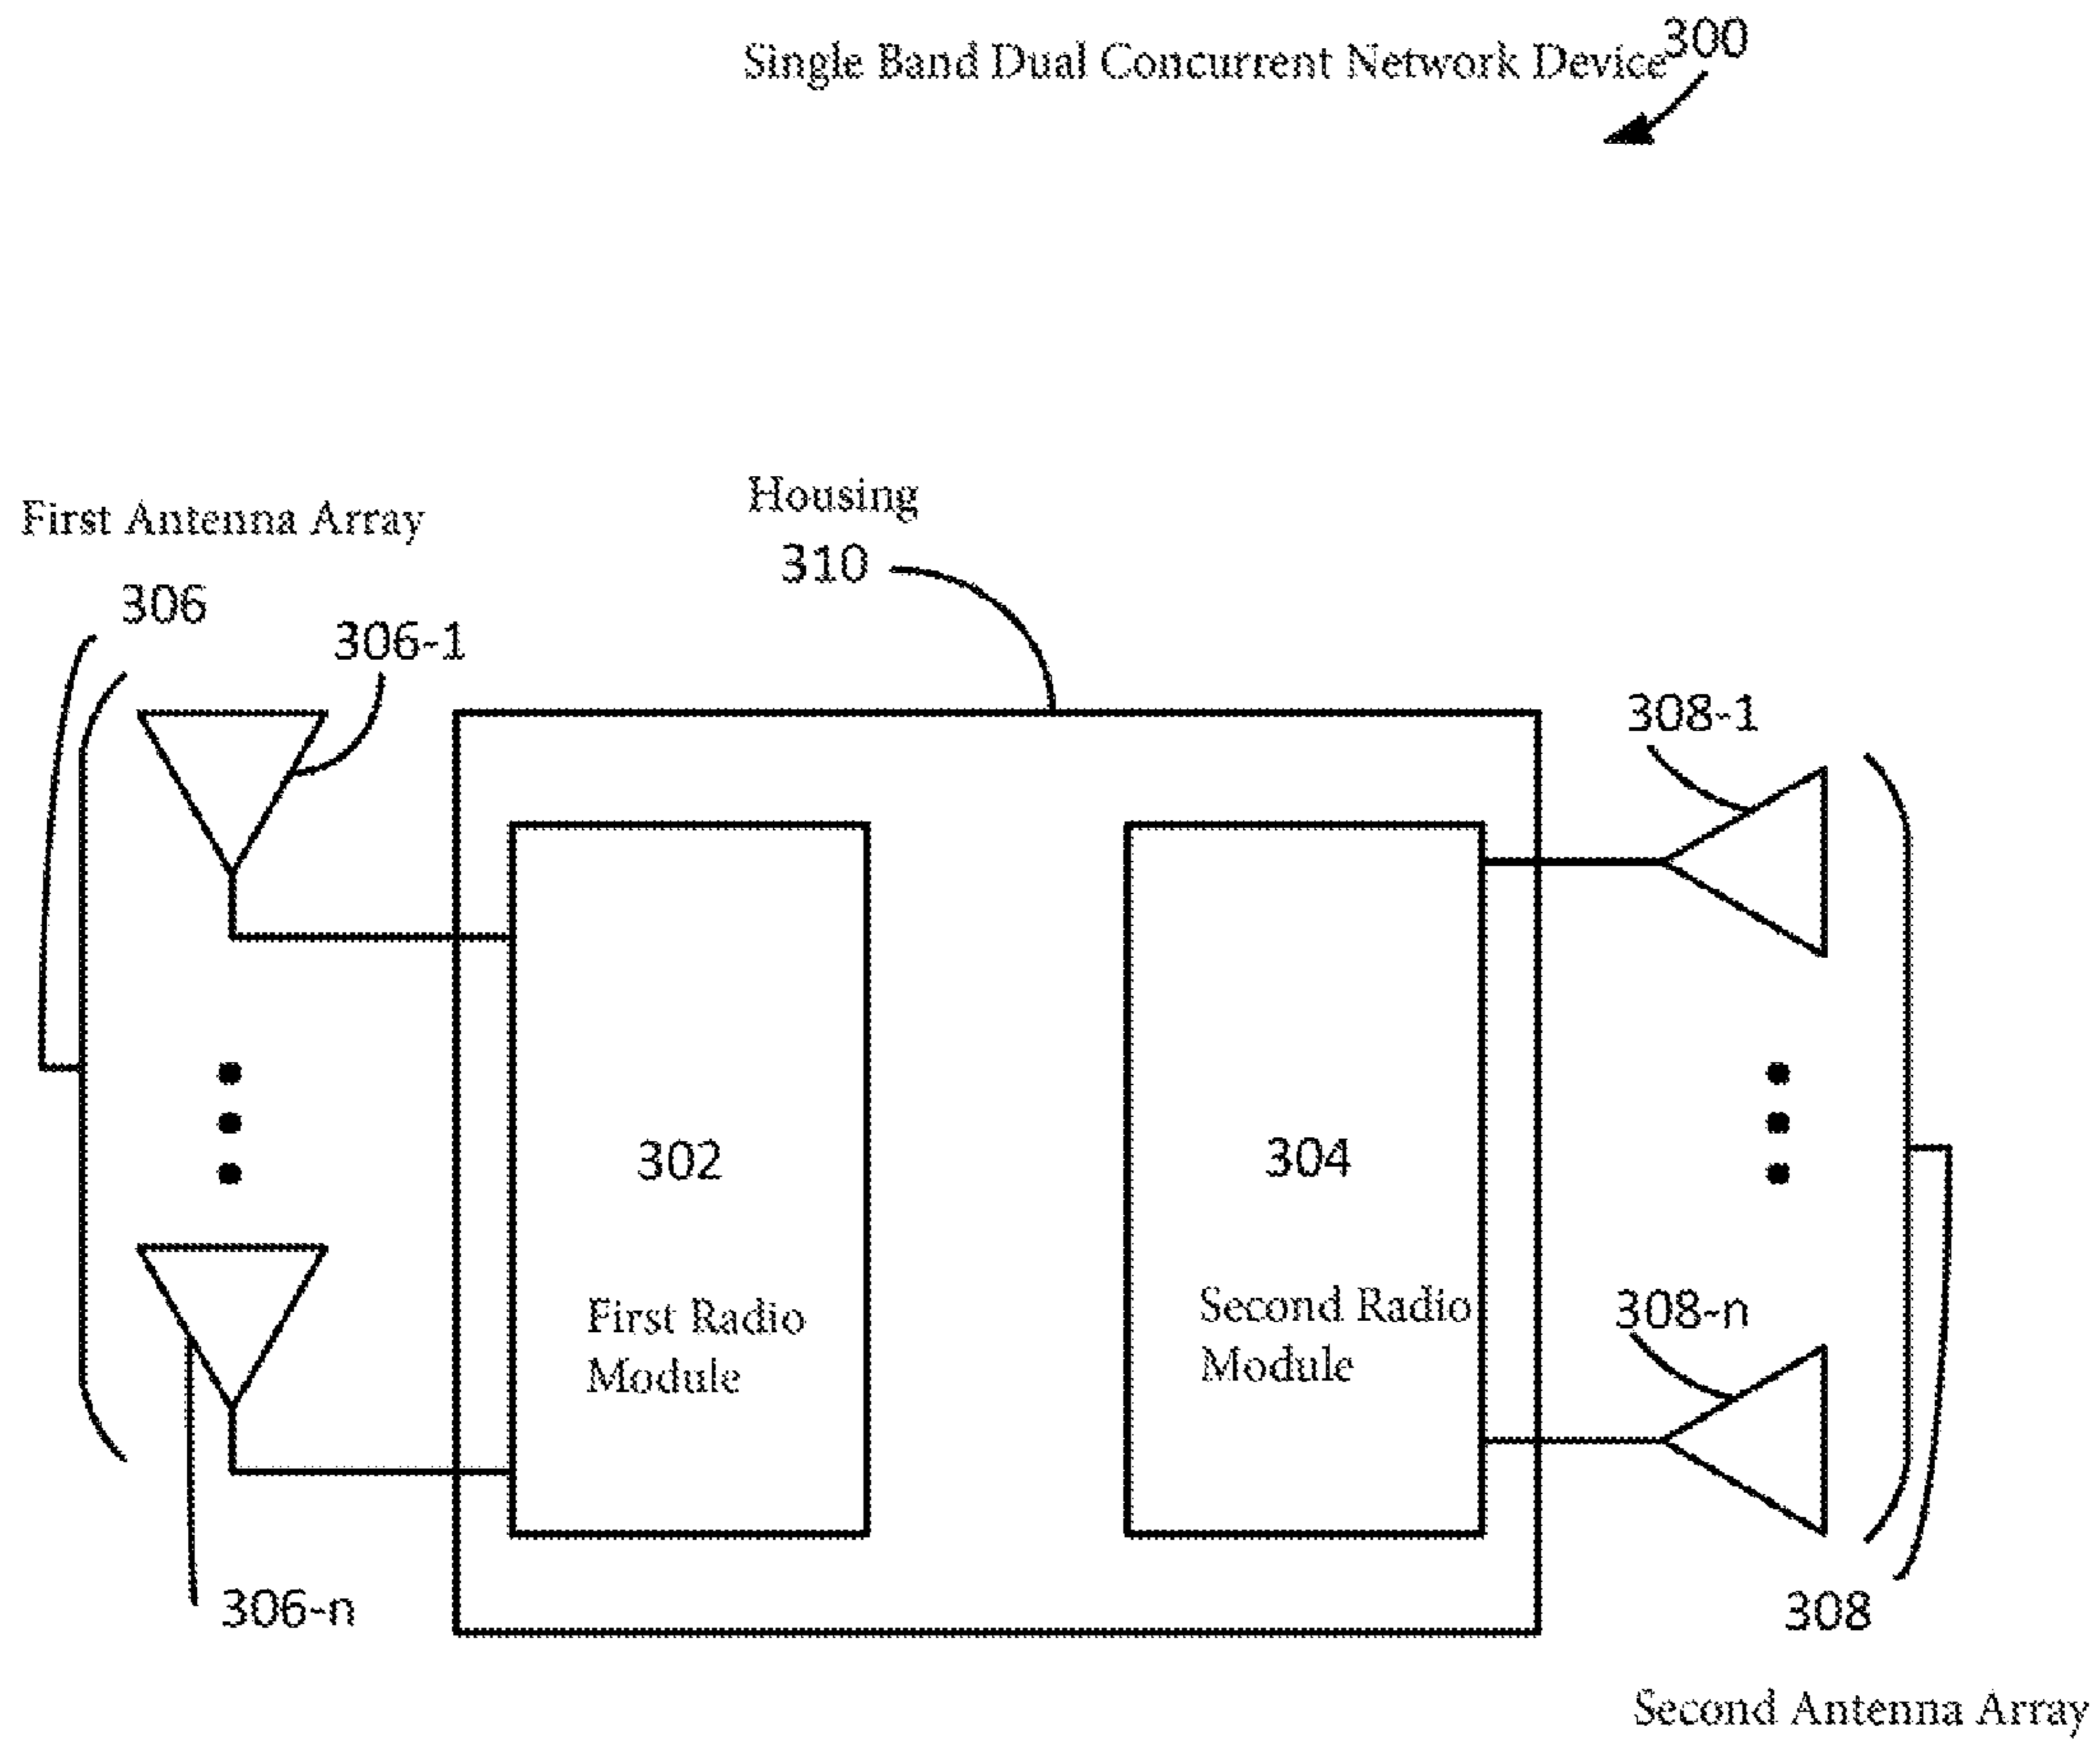 300
Single Band Dual Concurrent Network Device
Housing
310
First Antenna Array
306
306-1
308-1
302
First Radio
Module
304
Second Radio
Module
308-n
306-n
308
Second Antenna Array